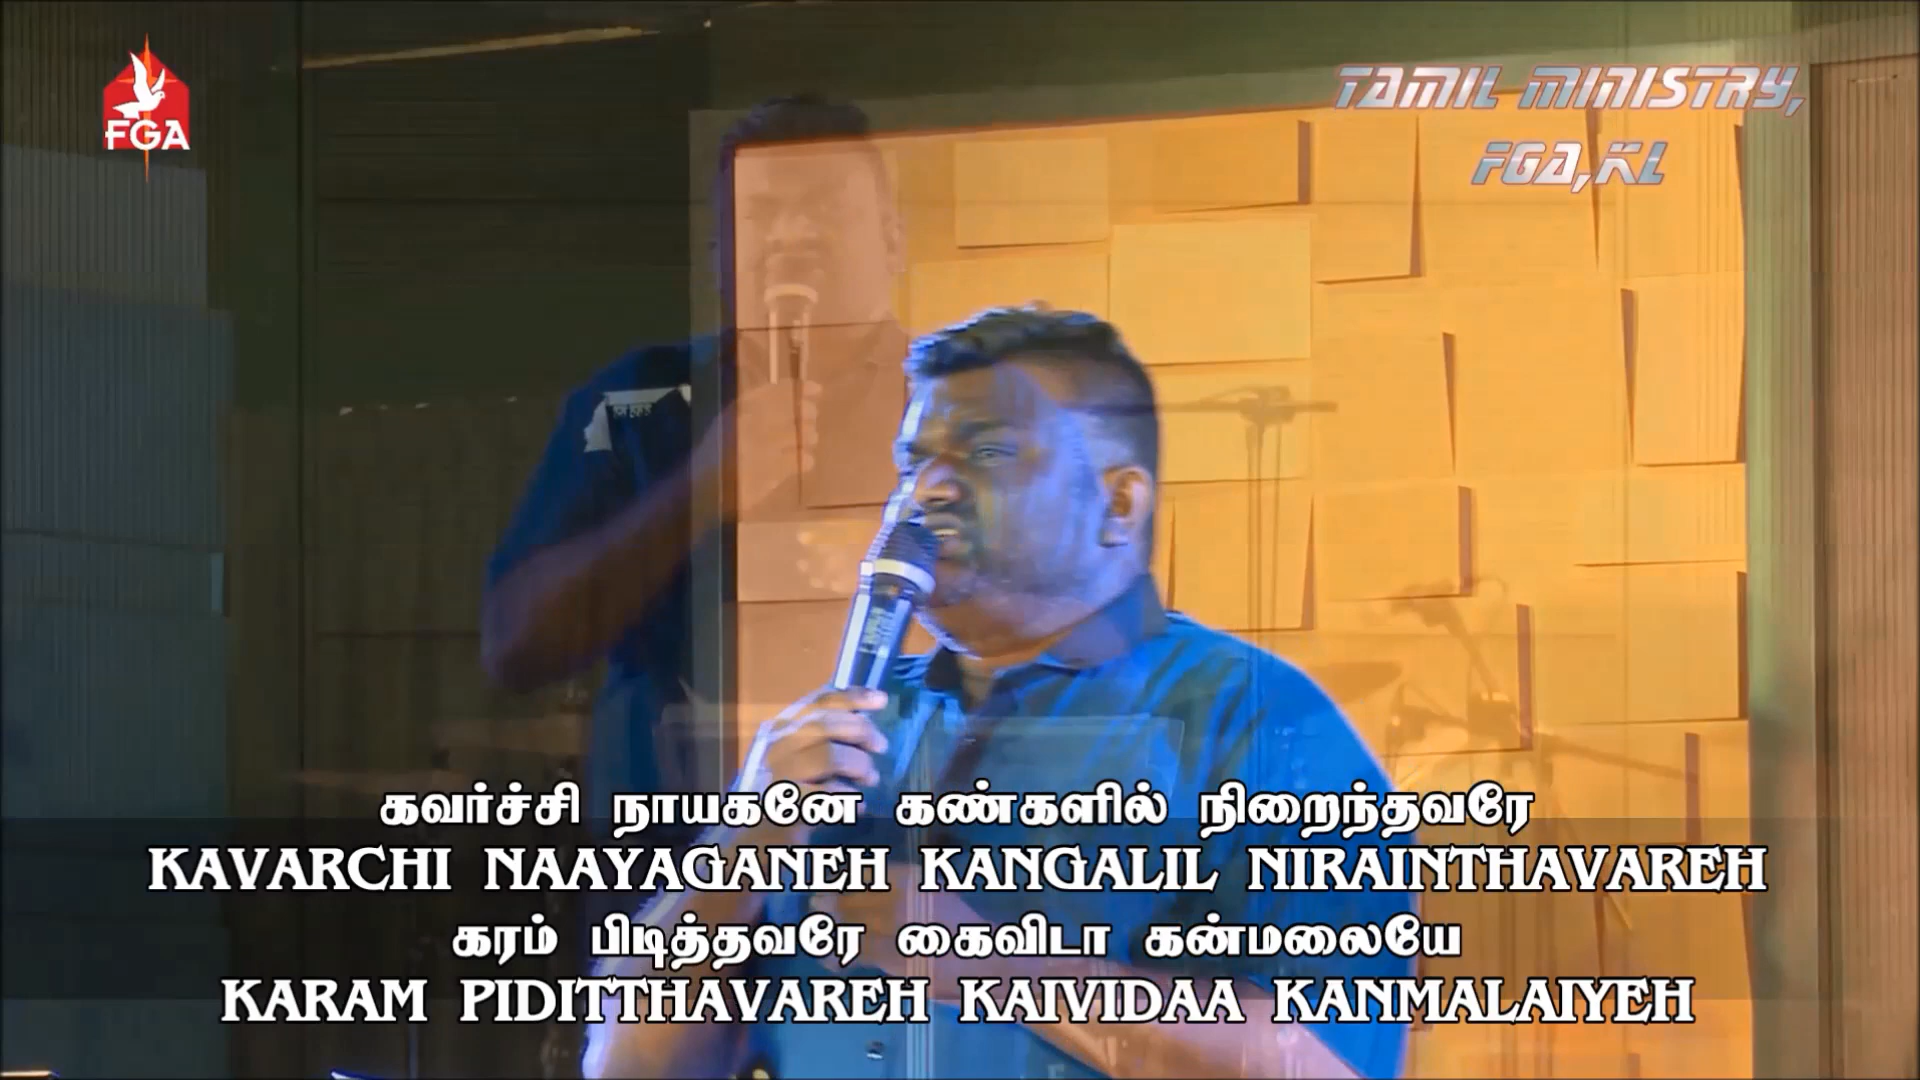 FGA
TAMIL MINISTRY,
FGA,KL
கவர்ச்சி நாயகனே கண்களில் நிறைந்தவரே
KAVARCHI NAAYAGANEH KANGALIL NIRAINTHAVAREH
கரம் பிடித்தவரே கைவிடா கன்மலையே
KARAM PIDITTHAVAREH KAIVIDAA KANMALAIYEH